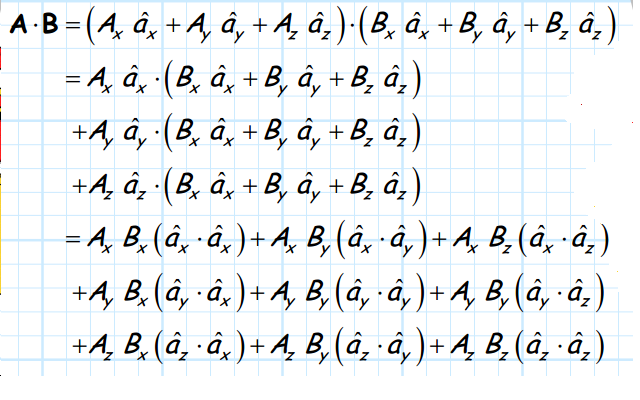 A · B = (Aₓ âₓ + A_y â_y + A_z â_z) · (Bₓ âₓ + B_y â_y + B_z â_z)
= Aₓ âₓ · (Bₓ âₓ + B_y â_y + B_z â_z)
+A_y â_y · (Bₓ âₓ + B_y â_y + B_z â_z)
+A_z â_z · (Bₓ âₓ + B_y â_y + B_z â_z)
= Aₓ Bₓ (âₓ · âₓ) + Aₓ B_y (âₓ · â_y) + Aₓ B_z (âₓ · â_z)
+A_y Bₓ (â_y · âₓ) + A_y B_y (â_y · â_y) + A_y B_y (â_y · â_z)
+A_z Bₓ (â_z · âₓ) + A_z B_y (â_z · â_y) + A_z B_z (â_z · â_z)